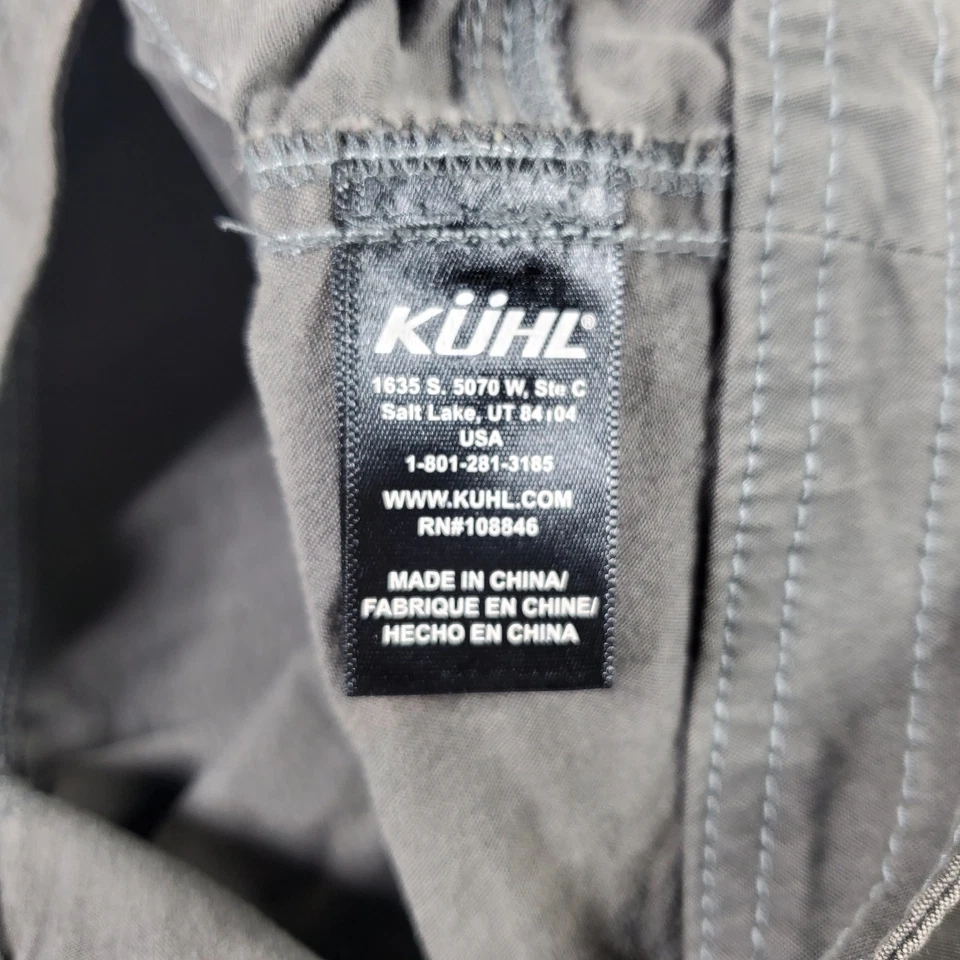 KÜHL®
1635 S. 5070 W, Ste C
Salt Lake, UT 84104
USA
1-801-281-3185
WWW.KUHL.COM
RN#108846
MADE IN CHINA/
FABRIQUE EN CHINE/
HECHO EN CHINA